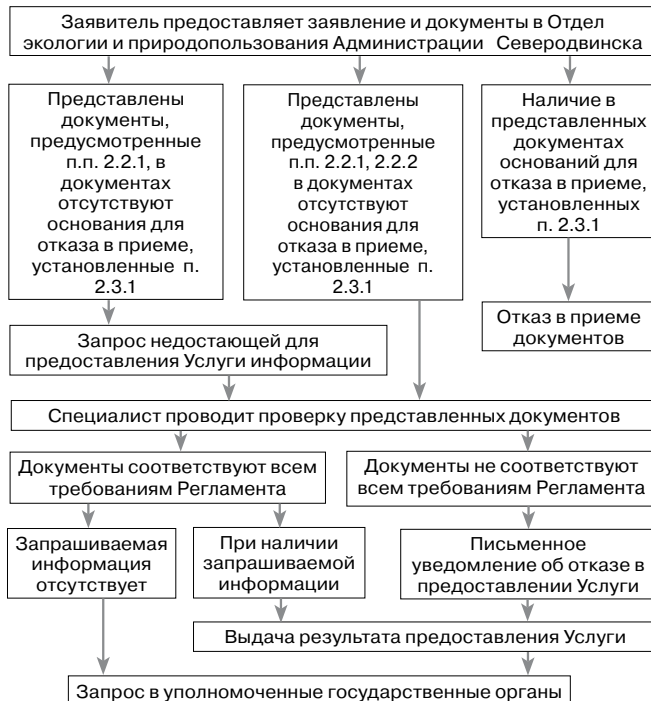 Заявитель предоставляет заявление и документы в Отдел
экологии и природопользования Администрации Северодвинска
Представлены
документы,
предусмотренные
п.п. 2.2.1, в
документах
отсутствуют
основания для
отказа в приеме,
установленные п.
2.3.1
Представлены
документы,
предусмотренные
п.п. 2.2.1, 2.2.2
в документах
отсутствуют
основания для
отказа в приеме,
установленные п.
2.3.1
Наличие в
представленных
документах
оснований для
отказа в приеме,
установленных
п. 2.3.1
Отказ в приеме
документов
Запрос недостающей для
предоставления Услуги информации
Специалист проводит проверку представленных документов
Документы соответствуют всем
требованиям Регламента
Документы не соответствуют
всем требованиям Регламента
Запрашиваемая
информация
отсутствует
При наличии
запрашиваемой
информации
Письменное
уведомление об отказе в
предоставлении Услуги
Выдача результата предоставления Услуги
Запрос в уполномоченные государственные органы